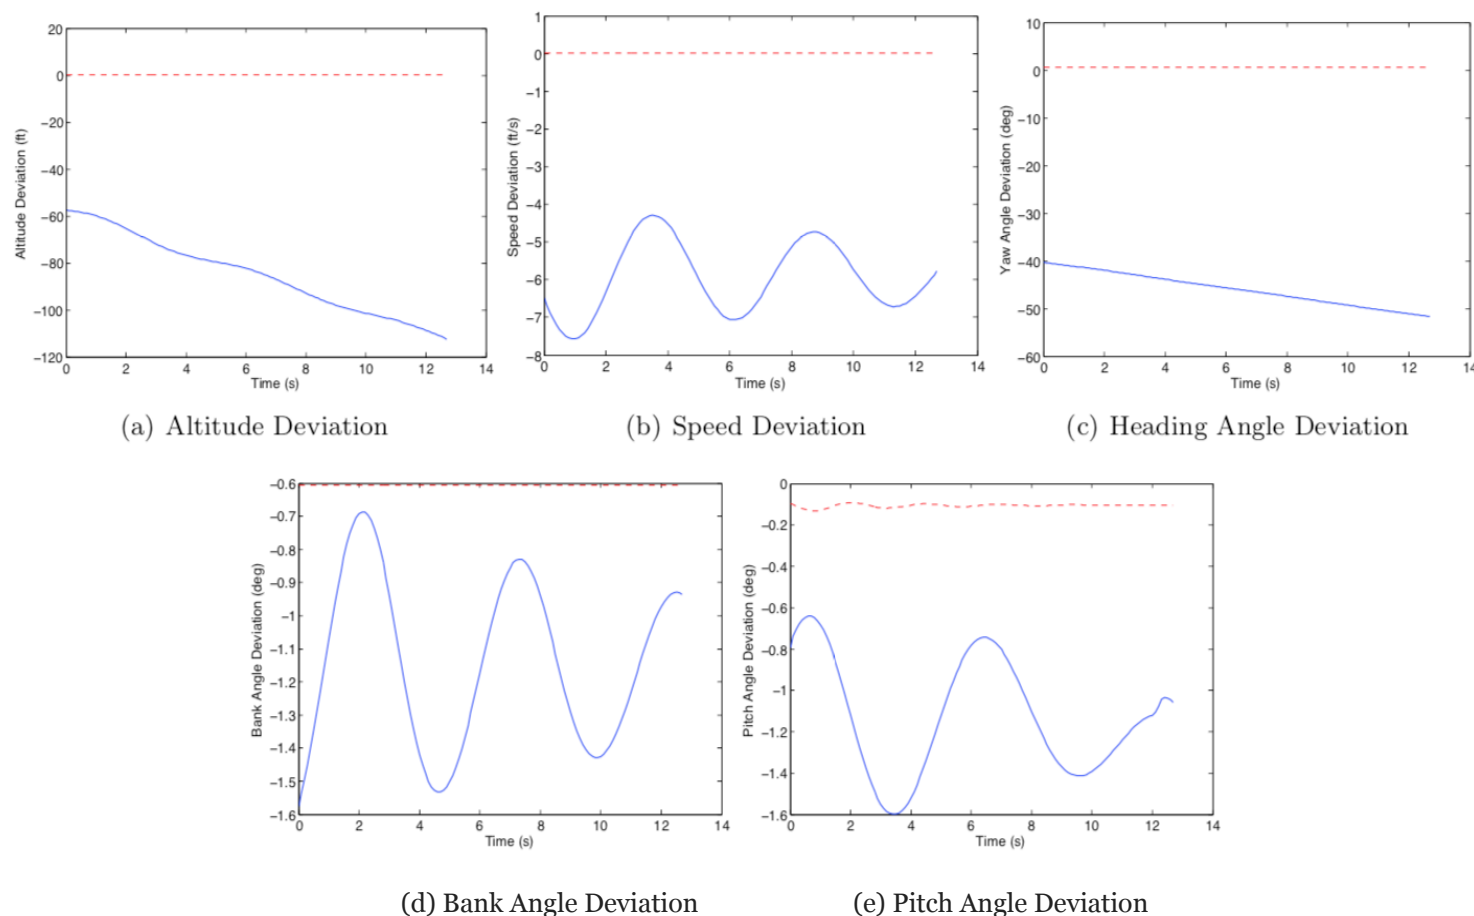 20
0
−20
−40
−60
−80
−100
−120
0 2 4 6 8 10 12 14
Altitude Deviation (ft)
Time (s)
(a) Altitude Deviation
1
0
−1
−2
−3
−4
−5
−6
−7
−8
0 2 4 6 8 10 12 14
Speed Deviation (ft/s)
Time (s)
(b) Speed Deviation
10
0
−10
−20
−30
−40
−50
−60
0 2 4 6 8 10 12 14
Yaw Angle Deviation (deg)
Time (s)
(c) Heading Angle Deviation
−0.6
−0.7
−0.8
−0.9
−1
−1.1
−1.2
−1.3
−1.4
−1.5
−1.6
0 2 4 6 8 10 12 14
Bank Angle Deviation (deg)
Time (s)
(d) Bank Angle Deviation
0
−0.2
−0.4
−0.6
−0.8
−1
−1.2
−1.4
−1.6
0 2 4 6 8 10 12 14
Pitch Angle Deviation (deg)
Time (s)
(e) Pitch Angle Deviation